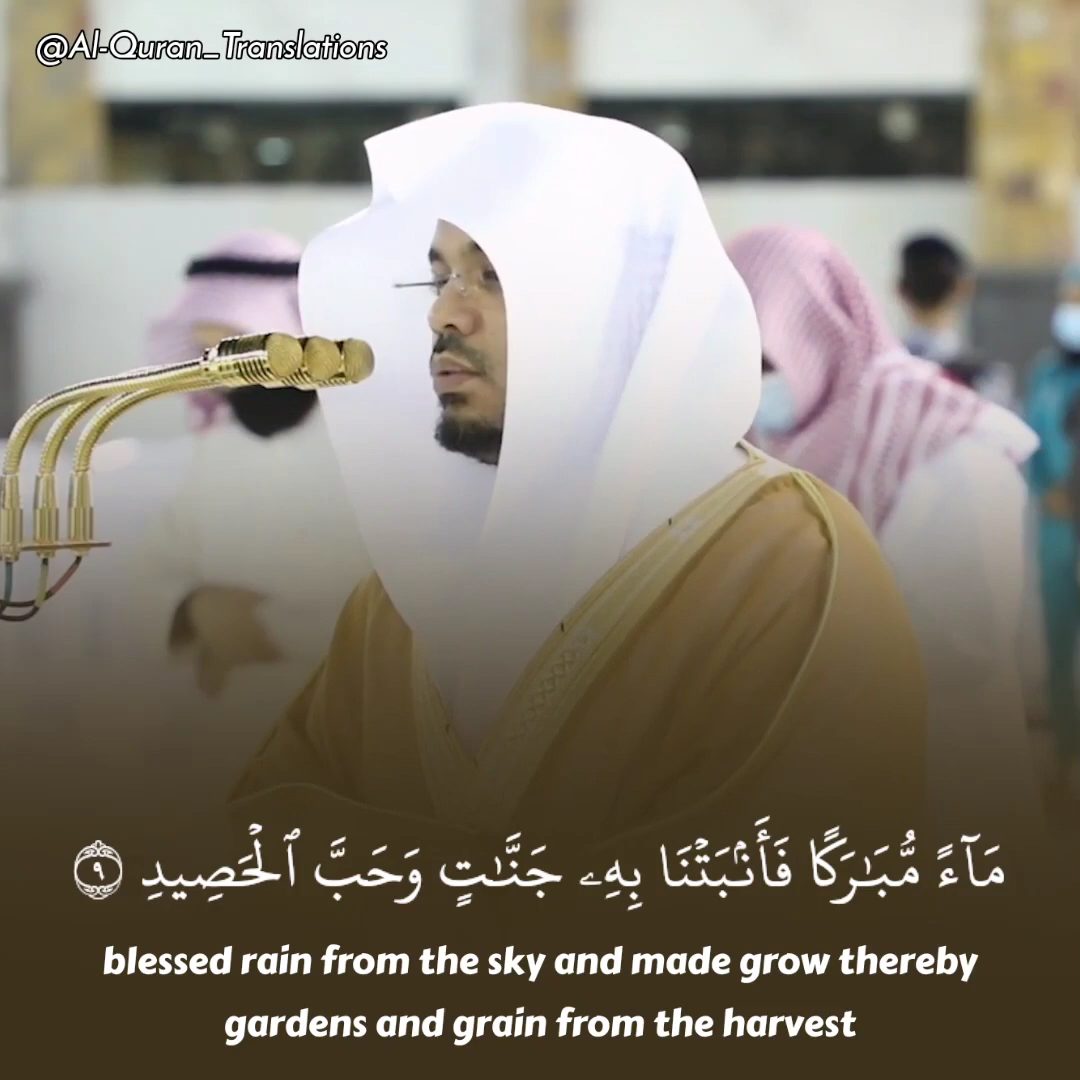 @Al-Quran_Translations
مَآءً مُّبَـٰرَكًا فَأَنۢبَتْنَا بِهِۦ جَنَّـٰتٍ وَحَبَّ ٱلْحَصِيدِ ٩
blessed rain from the sky and made grow thereby
gardens and grain from the harvest